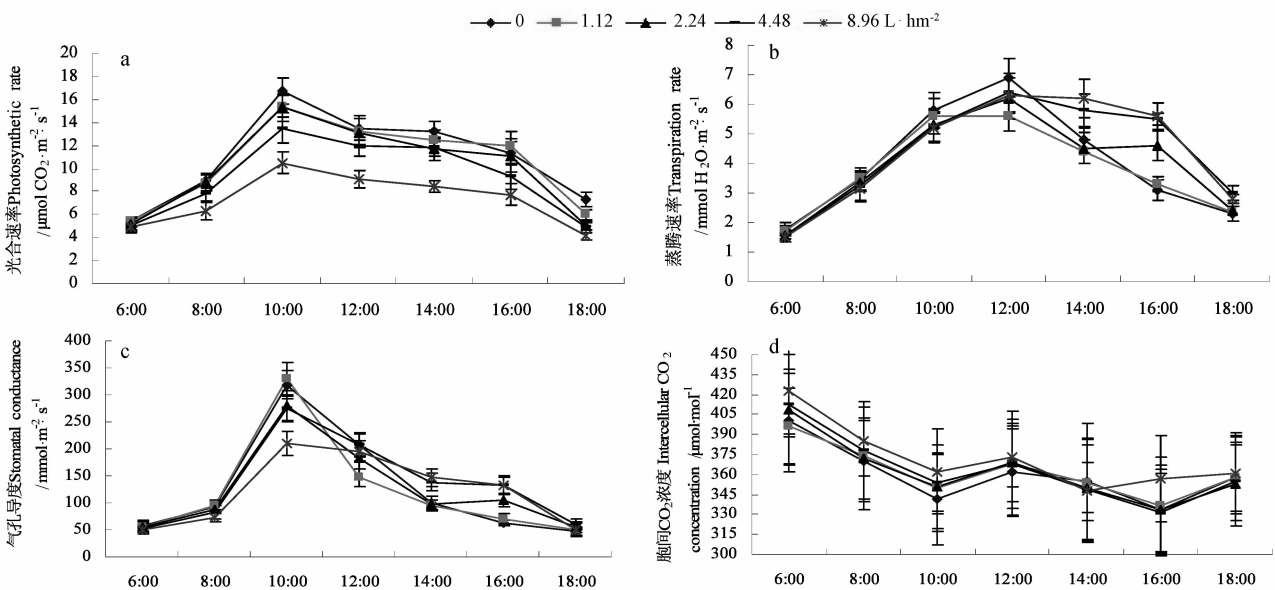 0 1.12 2.24 4.48 8.96 L · hm-2
a
光合速率Photosynthetic rate
/μmol CO2 · m-2· s-1
20
18
16
14
12
10
8
6
4
2
0
6:00 8:00 10:00 12:00 14:00 16:00 18:00
b
蒸腾速率Transpiration rate
/mmol H2O·m-2· s-1
8
7
6
5
4
3
2
1
0
6:00 8:00 10:00 12:00 14:00 16:00 18:00
c
气孔导度Stomatal conductance
/mmol·m-2· s-1
400
350
300
250
200
150
100
50
0
6:00 8:00 10:00 12:00 14:00 16:00 18:00
d
胞间CO2浓度 Intercellular CO2
concentration /μmol·mol-1
450
435
420
405
390
375
360
345
330
315
300
6:00 8:00 10:00 12:00 14:00 16:00 18:00